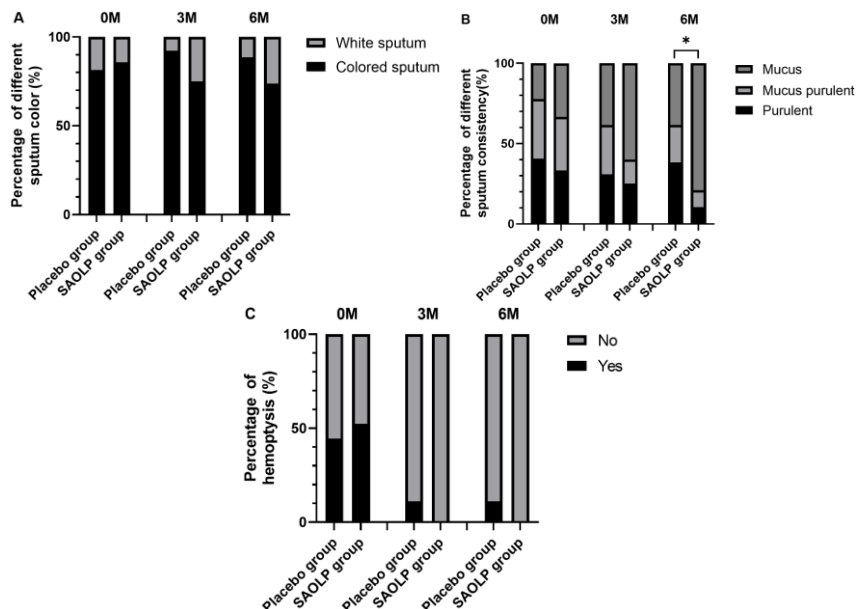 A
0M 3M 6M
Percentage of different
sputum color (%)
100
50
0
White sputum
Colored sputum
Placebo group
SAOLP group
Placebo group
SAOLP group
Placebo group
SAOLP group
B
0M 3M 6M
*
Percentage of different
sputum consistency(%)
100
50
0
Mucus
Mucus purulent
Purulent
Placebo group
SAOLP group
Placebo group
SAOLP group
Placebo group
SAOLP group
C
0M 3M 6M
Percentage of
hemoptysis (%)
100
50
0
No
Yes
Placebo group
SAOLP group
Placebo group
SAOLP group
Placebo group
SAOLP group